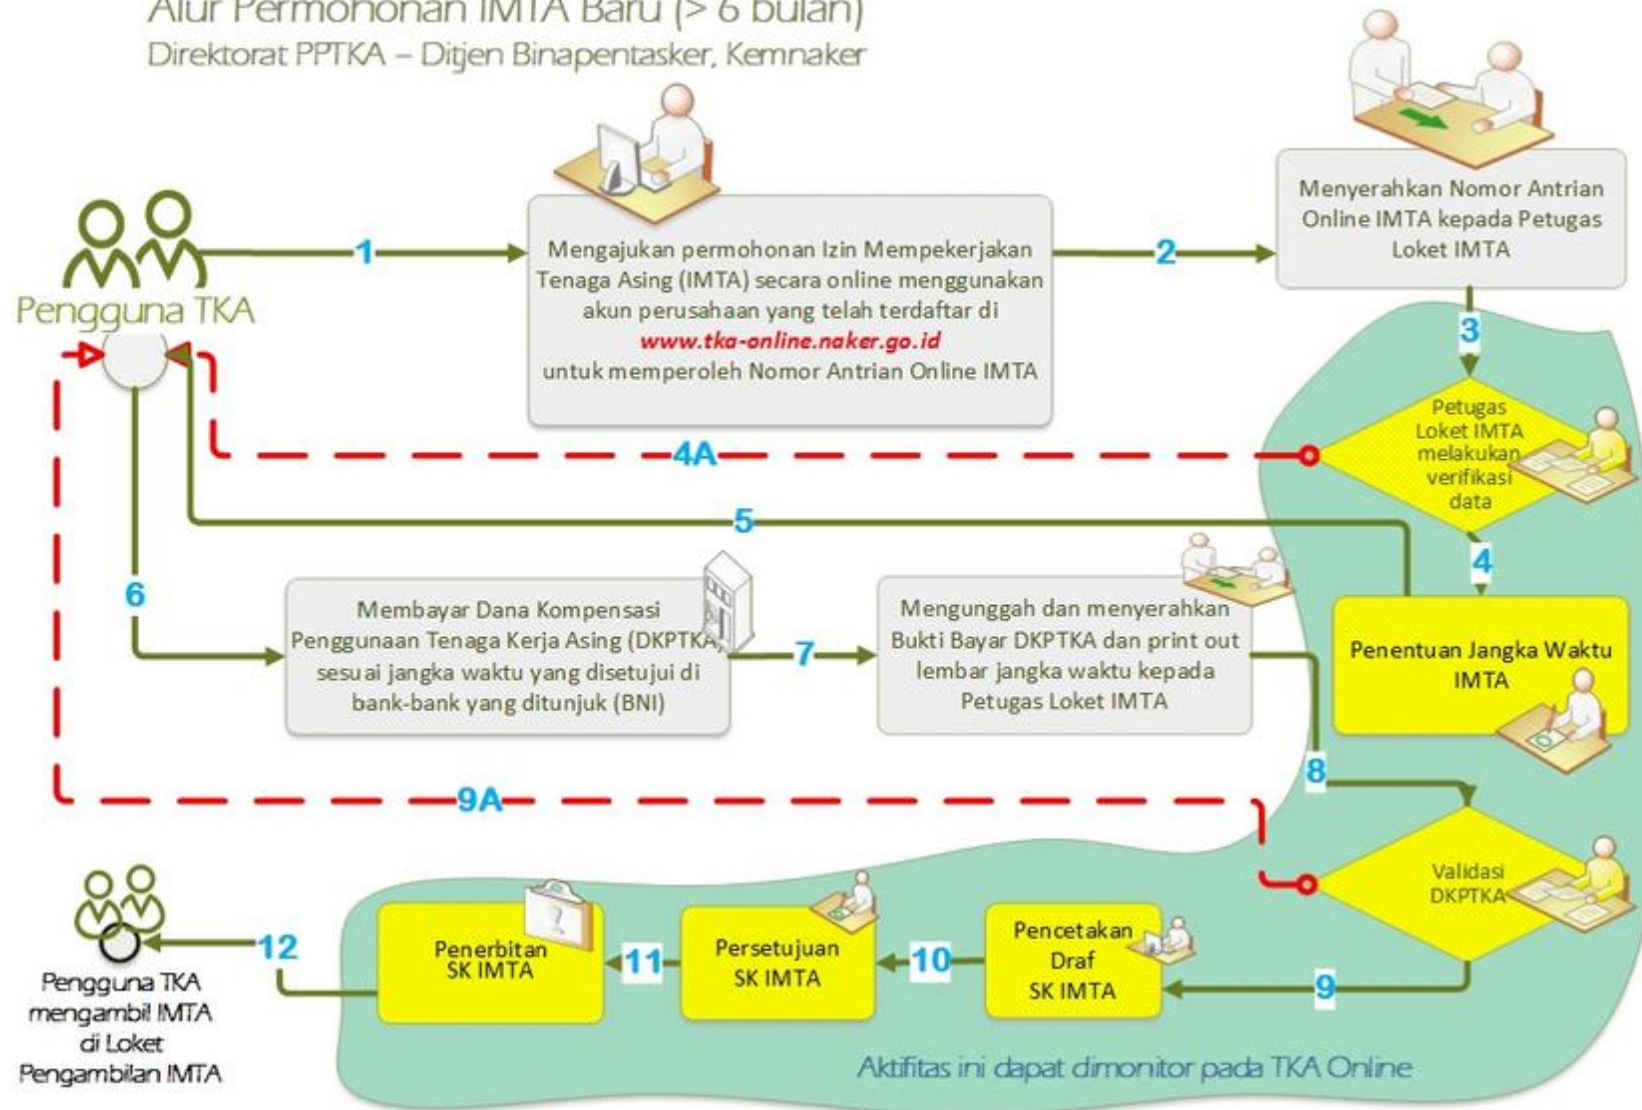 Alur Permohonan IMTA Baru (> 6 bulan)
Direktorat PPTKA – Ditjen Binapentasker, Kemnaker
Pengguna TKA
1
Mengajukan permohonan Izin Mempekerjakan
Tenaga Asing (IMTA) secara online menggunakan
akun perusahaan yang telah terdaftar di
www.tka-online.naker.go.id
untuk memperoleh Nomor Antrian Online IMTA
2
Menyerahkan Nomor Antrian
Online IMTA kepada Petugas
Loket IMTA
3
Petugas
Loket IMTA
melakukan
verifikasi
data
4A
4
Penentuan Jangka Waktu
IMTA
5
6
Membayar Dana Kompensasi
Penggunaan Tenaga Kerja Asing (DKPTKA)
sesuai jangka waktu yang disetujui di
bank-bank yang ditunjuk (BNI)
7
Mengunggah dan menyerahkan
Bukti Bayar DKPTKA dan print out
lembar jangka waktu kepada
Petugas Loket IMTA
8
Validasi
DKPTKA
9A
9
Pencetakan
Draf
SK IMTA
10
Persetujuan
SK IMTA
11
Penerbitan
SK IMTA
?
12
Pengguna TKA
mengambil IMTA
di Loket
Pengambilan IMTA
Aktifitas ini dapat dimonitor pada TKA Online